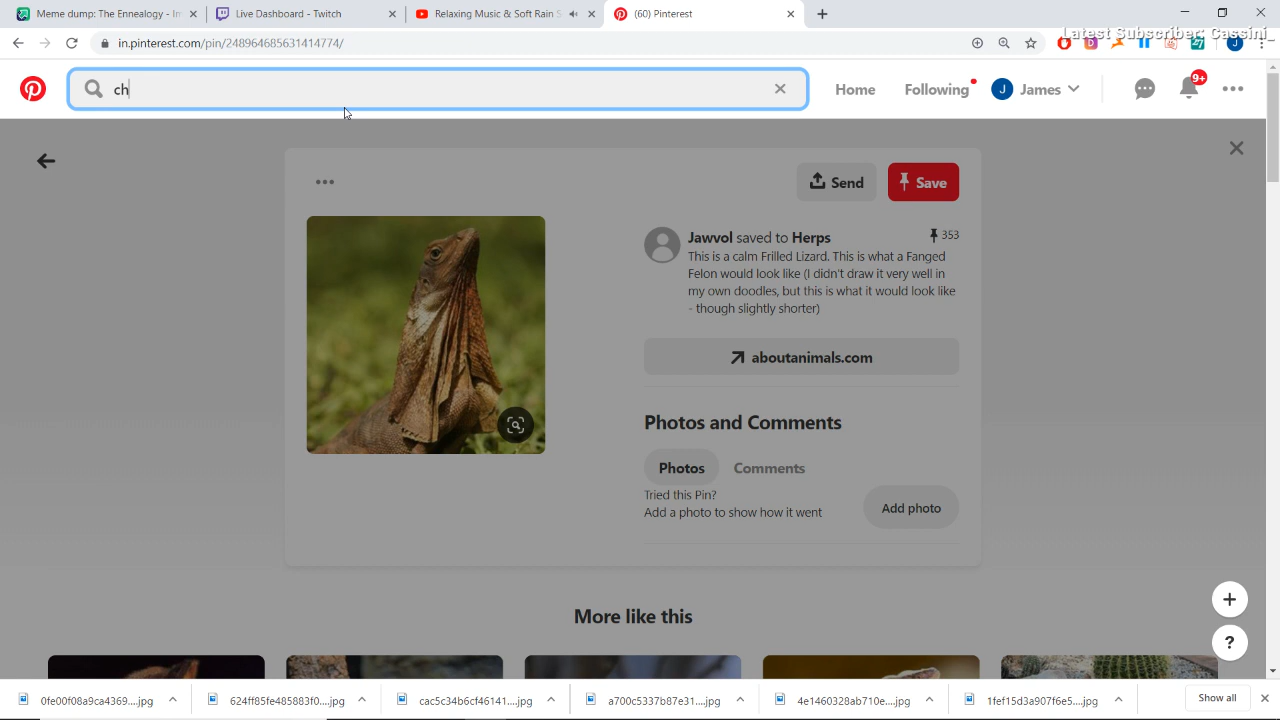 Meme dump: The Ennealogy - In
Live Dashboard - Twitch
Relaxing Music & Soft Rain S
(60) Pinterest
in.pinterest.com/pin/248964685631414774/
Latest Subscriber: Cassini_
ch
Home
Following
J
James
9+
Send
Save
Jawvol saved to Herps
353
This is a calm Frilled Lizard. This is what a Fanged
Felon would look like (I didn't draw it very well in
my own doodles, but this is what it would look like
- though slightly shorter)
aboutanimals.com
Photos and Comments
Photos
Comments
Tried this Pin?
Add a photo to show how it went
Add photo
More like this
?
0fe00f08a9ca4369....jpg
624ff85fe485883f0....jpg
cac5c34b6cf46141....jpg
a700c5337b87e31....jpg
4e1460328ab710e....jpg
1fef15d3a907f6e5....jpg
Show all